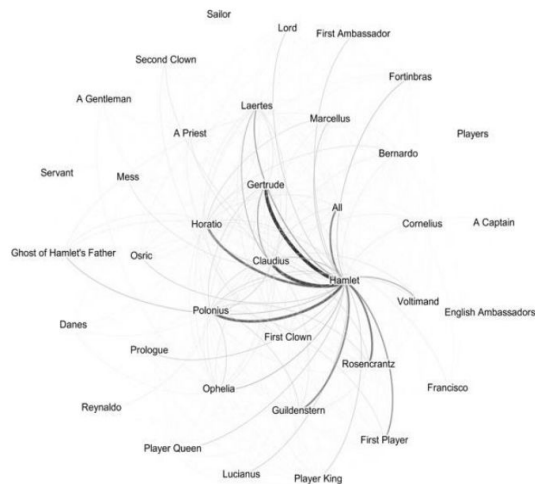 Sailor
Lord
First Ambassador
Second Clown
Fortinbras
A Gentleman
Laertes
Marcellus
A Priest
Players
Bernardo
Servant
Mess
Gertrude
All
Horatio
Cornelius
A Captain
Ghost of Hamlet's Father
Osric
Claudius
Hamlet
Voltimand
Polonius
English Ambassadors
Danes
First Clown
Prologue
Rosencrantz
Ophelia
Francisco
Reynaldo
Guildenstern
First Player
Player Queen
Lucianus
Player King